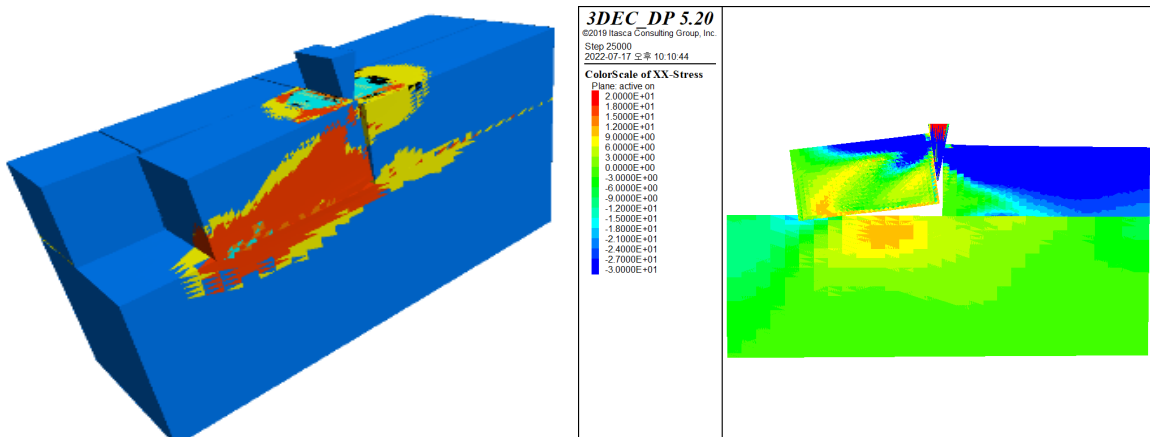 3DEC_DP 5.20
©2019 Itasca Consulting Group, Inc.
Step 25000
2022-07-17 오후 10:10:44
ColorScale of XX-Stress
Plane: active on
2.0000E+01
1.8000E+01
1.5000E+01
1.2000E+01
9.0000E+00
6.0000E+00
3.0000E+00
0.0000E+00
-3.0000E+00
-6.0000E+00
-9.0000E+00
-1.2000E+01
-1.5000E+01
-1.8000E+01
-2.1000E+01
-2.4000E+01
-2.7000E+01
-3.0000E+01